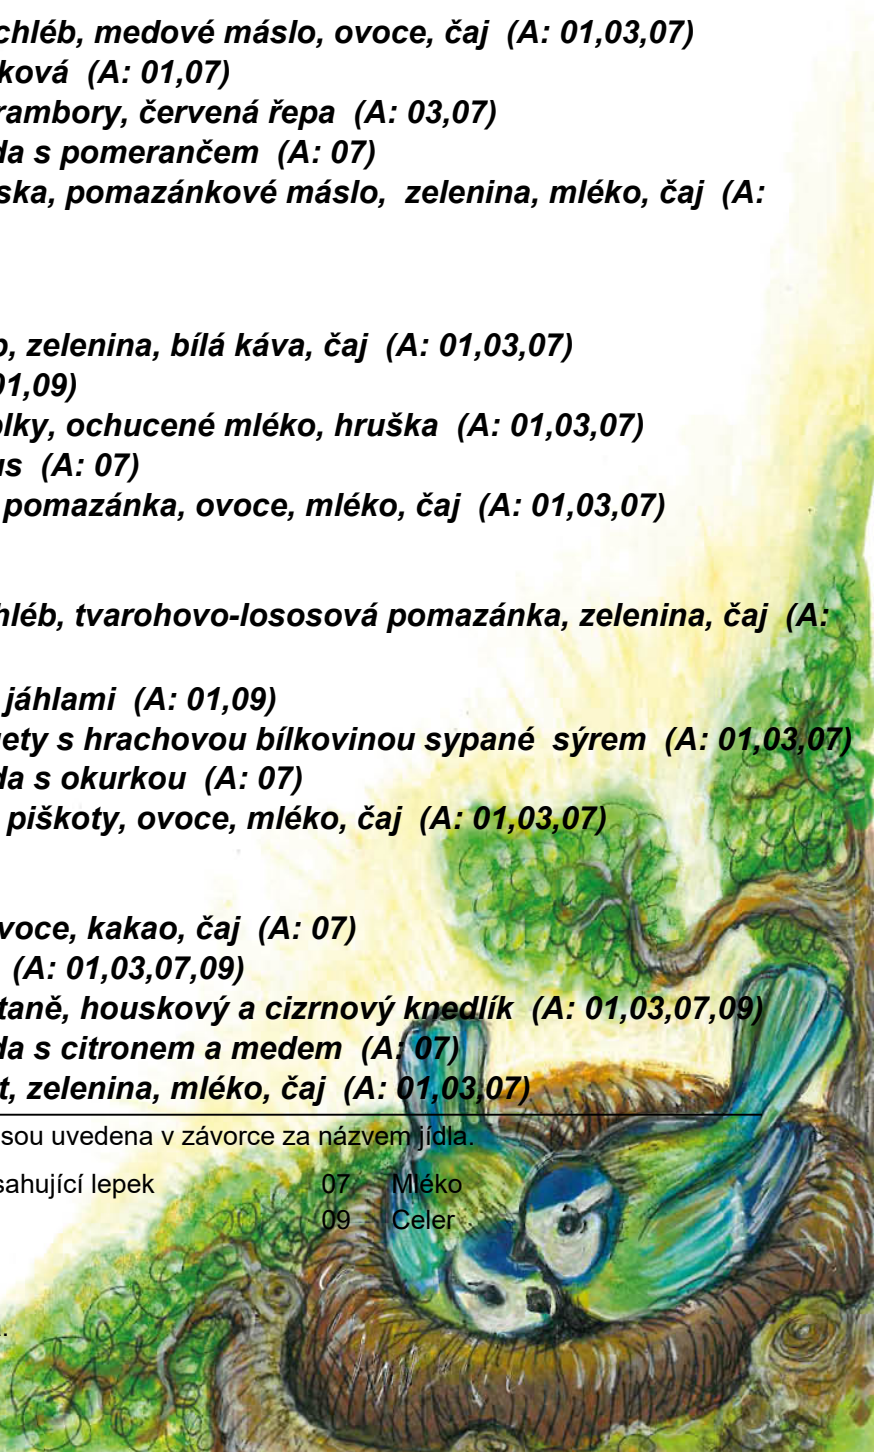 chléb, medové máslo, ovoce, čaj (A: 01,03,07)
ková (A: 01,07)
rambory, červená řepa (A: 03,07)
da s pomerančem (A: 07)
ska, pomazánkové máslo, zelenina, mléko, čaj (A:
zelenina, bílá káva, čaj (A: 01,03,07)
01,09)
lky, ochucené mléko, hruška (A: 01,03,07)
us (A: 07)
pomazánka, ovoce, mléko, čaj (A: 01,03,07)
hléb, tvarohovo-lososová pomazánka, zelenina, čaj (A:
jáhlami (A: 01,09)
ety s hrachovou bílkovinou sypané sýrem (A: 01,03,07)
da s okurkou (A: 07)
piškoty, ovoce, mléko, čaj (A: 01,03,07)
voce, kakao, čaj (A: 07)
(A: 01,03,07,09)
taně, houskový a cizrnový knedlík (A: 01,03,07,09)
da s citronem a medem (A: 07)
t, zelenina, mléko, čaj (A: 01,03,07)
sou uvedena v závorce za názvem jídla.
sahující lepek 07 Mléko
09 Celer